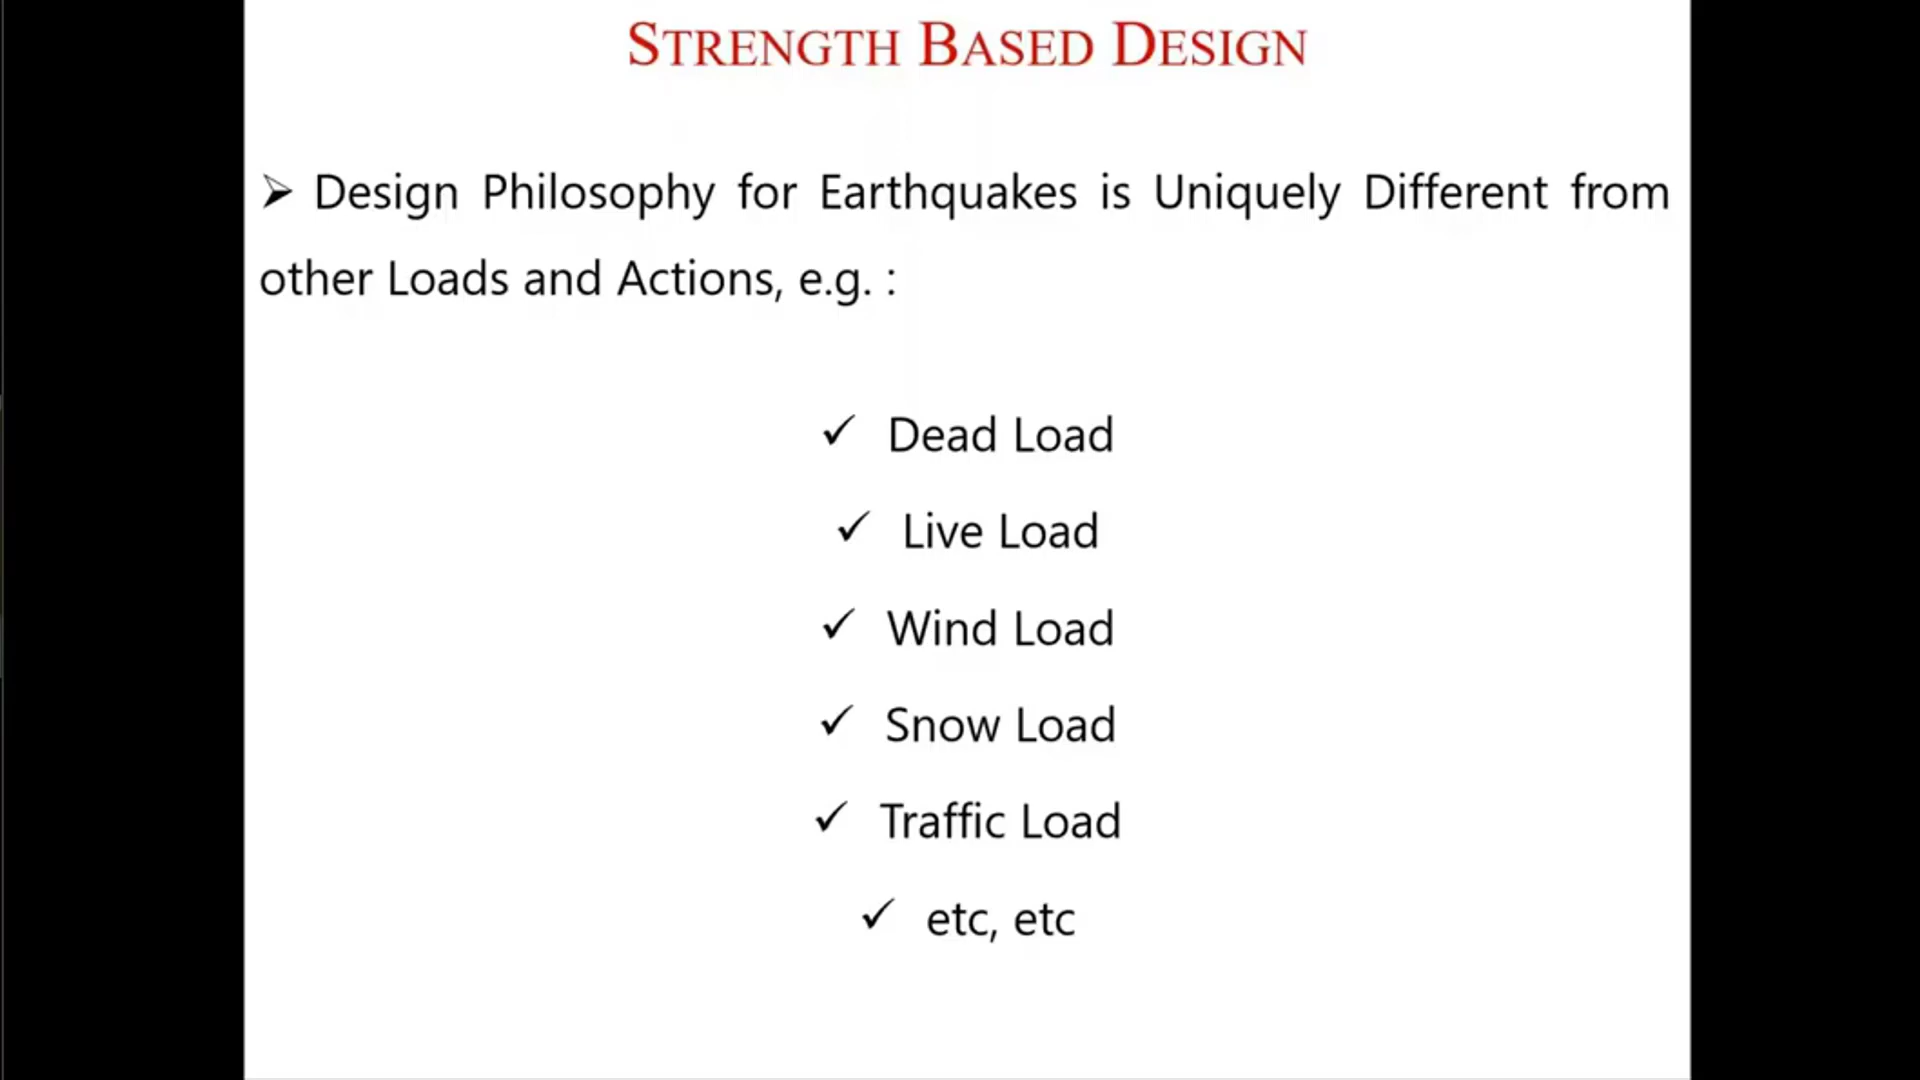 STRENGTH BASED DESIGN
➢ Design Philosophy for Earthquakes is Uniquely Different from
other Loads and Actions, e.g. :
✓ Dead Load
✓ Live Load
✓ Wind Load
✓ Snow Load
✓ Traffic Load
✓ etc, etc